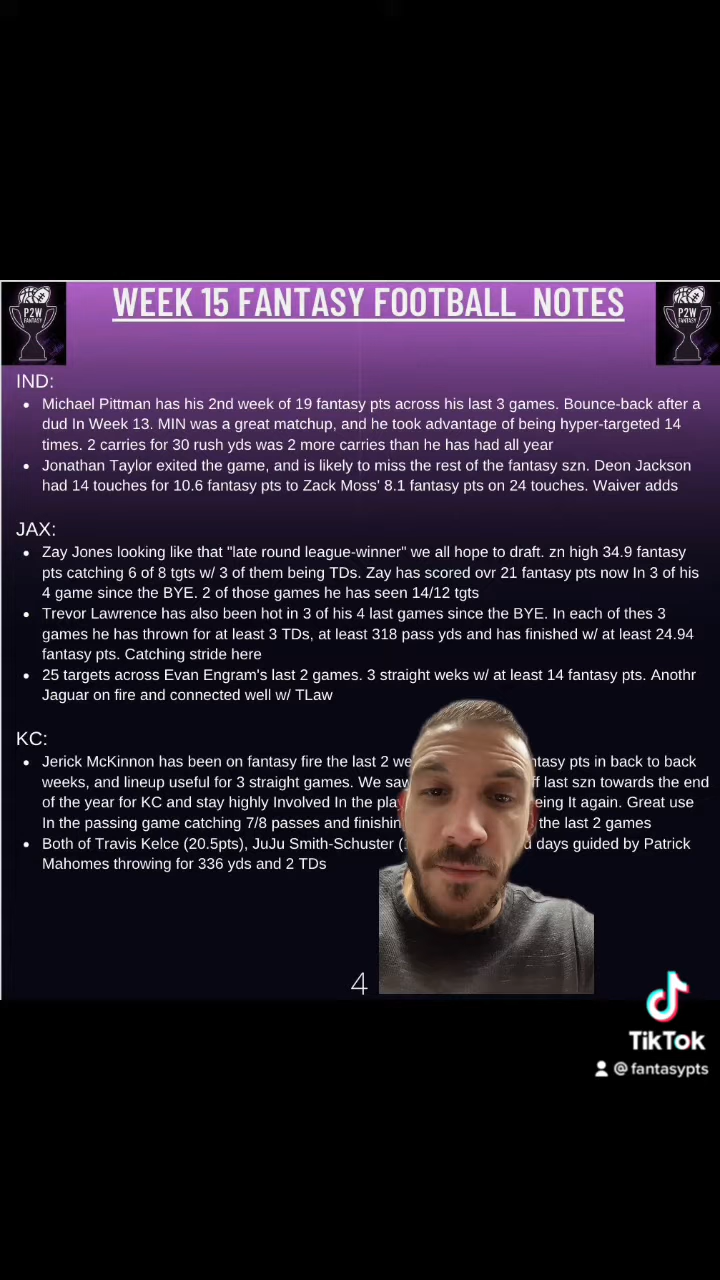 P2W
FANTASY
WEEK 15 FANTASY FOOTBALL NOTES
P2W
FANTASY
IND:
• Michael Pittman has his 2nd week of 19 fantasy pts across his last 3 games. Bounce-back after a
dud In Week 13. MIN was a great matchup, and he took advantage of being hyper-targeted 14
times. 2 carries for 30 rush yds was 2 more carries than he has had all year
• Jonathan Taylor exited the game, and is likely to miss the rest of the fantasy szn. Deon Jackson
had 14 touches for 10.6 fantasy pts to Zack Moss' 8.1 fantasy pts on 24 touches. Waiver adds
JAX:
• Zay Jones looking like that "late round league-winner" we all hope to draft. zn high 34.9 fantasy
pts catching 6 of 8 tgts w/ 3 of them being TDs. Zay has scored ovr 21 fantasy pts now In 3 of his
4 game since the BYE. 2 of those games he has seen 14/12 tgts
• Trevor Lawrence has also been hot in 3 of his 4 last games since the BYE. In each of thes 3
games he has thrown for at least 3 TDs, at least 318 pass yds and has finished w/ at least 24.94
fantasy pts. Catching stride here
• 25 targets across Evan Engram's last 2 games. 3 straight weks w/ at least 14 fantasy pts. Anothr
Jaguar on fire and connected well w/ TLaw
KC:
• Jerick McKinnon has been on fantasy fire the last 2 pts in back to back
weeks, and lineup useful for 3 straight games. We last szn towards the end
of the year for KC and stay highly Involved In the It again. Great use
In the passing game catching 7/8 passes and the last 2 games
• Both of Travis Kelce (20.5pts), JuJu Smith-Schuster days guided by Patrick
Mahomes throwing for 336 yds and 2 TDs
4
TikTok
@fantasypts